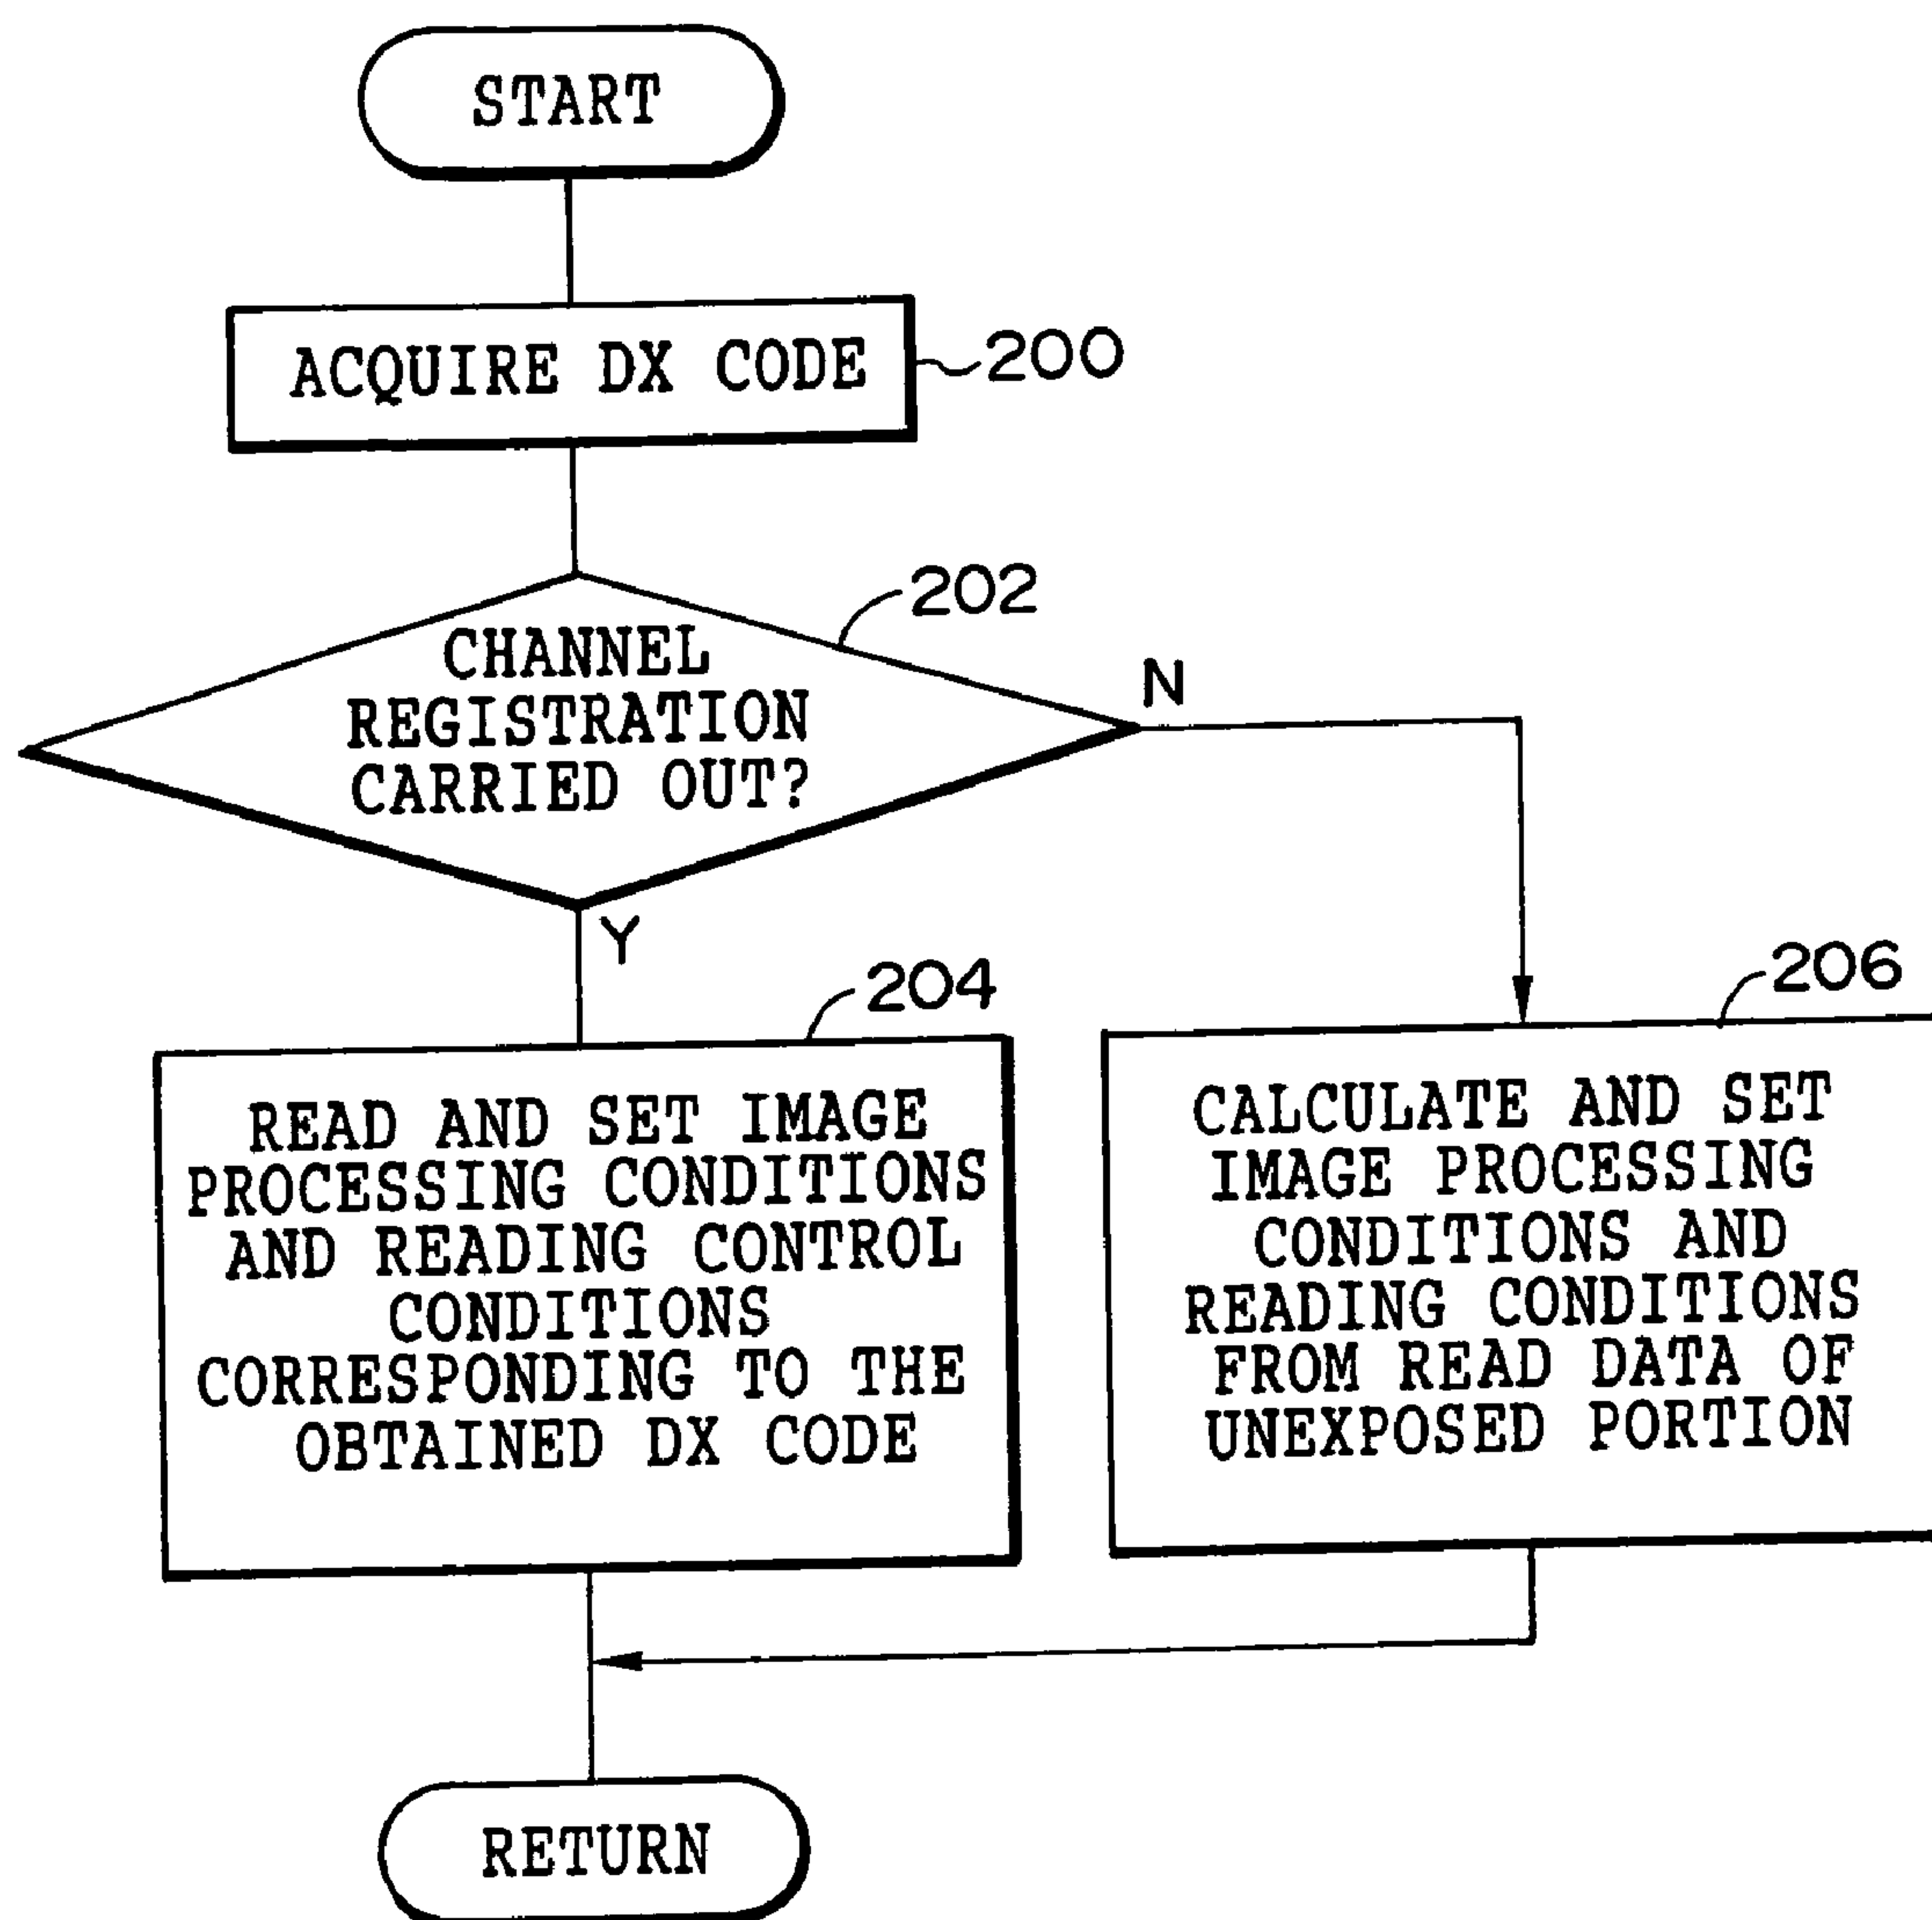 START
ACQUIRE DX CODE
200
202
CHANNEL
REGISTRATION
CARRIED OUT?
N
Y
204
READ AND SET IMAGE
PROCESSING CONDITIONS
AND READING CONTROL
CONDITIONS
CORRESPONDING TO THE
OBTAINED DX CODE
206
CALCULATE AND SET
IMAGE PROCESSING
CONDITIONS AND
READING CONDITIONS
FROM READ DATA OF
UNEXPOSED PORTION
RETURN